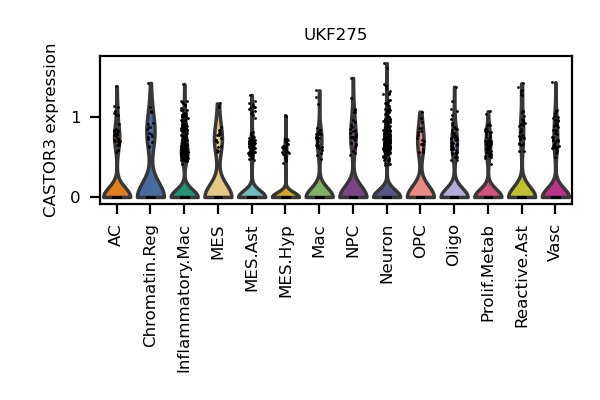 UKF275
CASTOR3 expression
1
0
AC
Chromatin.Reg
Inflammatory.Mac
MES
MES.Ast
MES.Hyp
Mac
NPC
Neuron
OPC
Oligo
Prolif.Metab
Reactive.Ast
Vasc